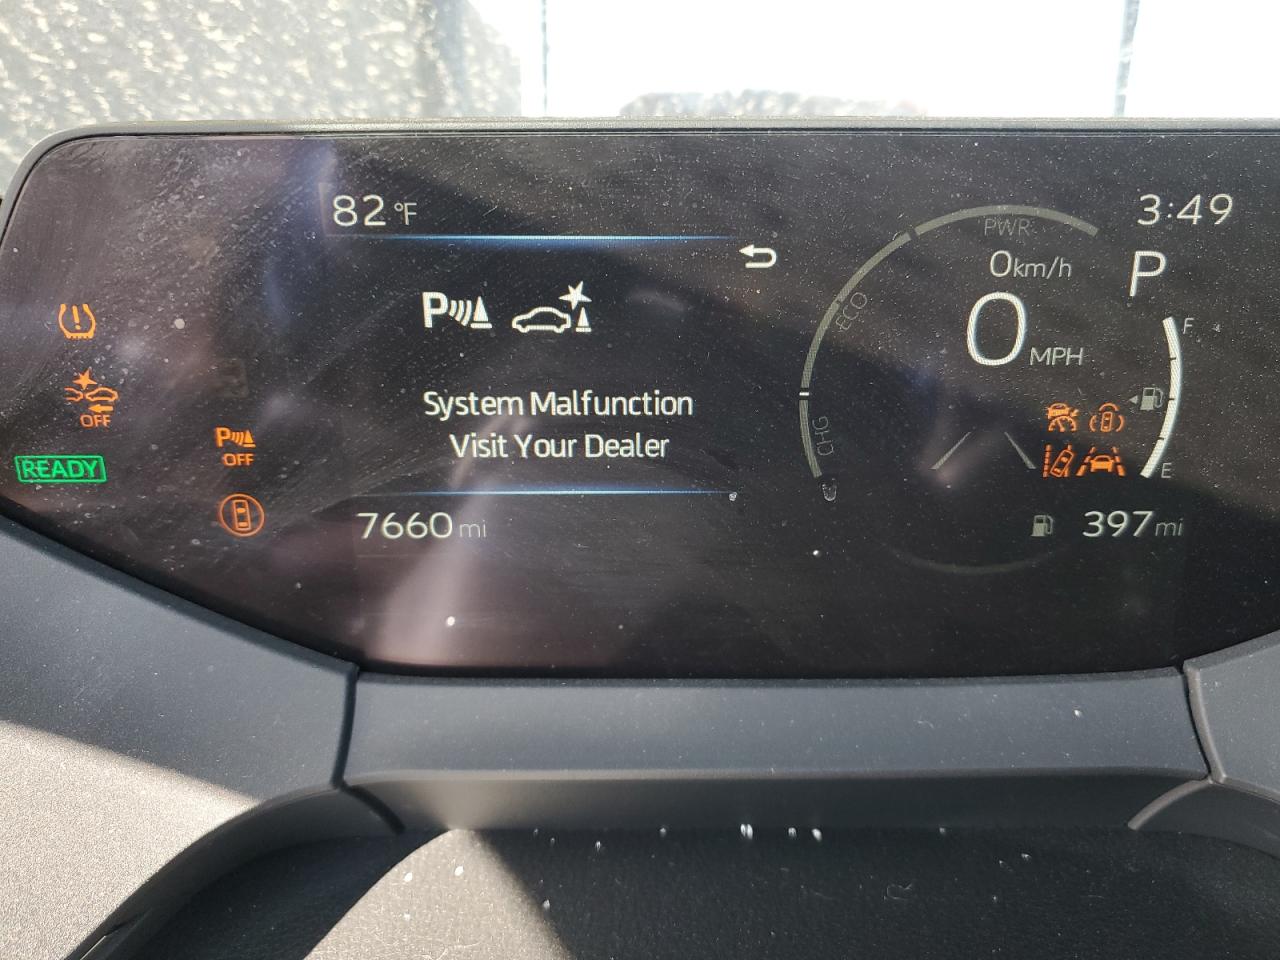 82 °F
3:49
PWR
0 km/h
P
P
ECO
0 MPH
F
System Malfunction
OFF
Visit Your Dealer
P
OFF
CHG
READY
E
7660 mi
397 mi